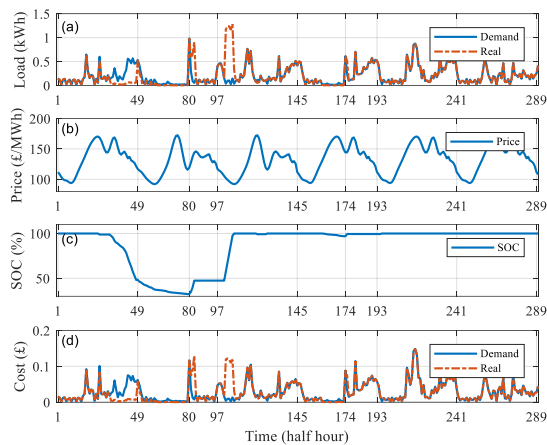 (a)
Load (kWh)
1.5
1
0.5
0
Demand
Real
1 49 80 97 145 174 193 241 289
(b)
Price (£/MWh)
200
150
100
Price
1 49 80 97 145 174 193 241 289
(c)
SOC (%)
100
50
SOC
1 49 80 97 145 174 193 241 289
(d)
Cost (£)
0.2
0.1
0
Demand
Real
1 49 80 97 145 174 193 241 289
Time (half hour)